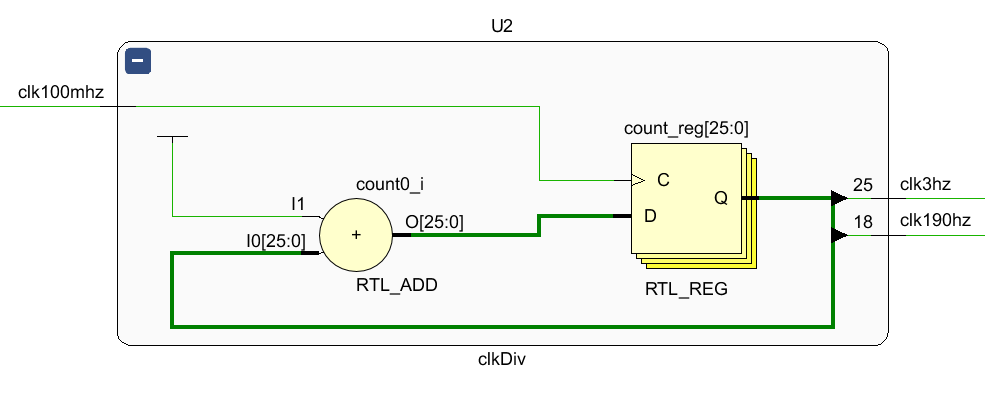 U2
clk100mhz
count_reg[25:0]
C
D
Q
count0_i
I1
I0[25:0]
+
O[25:0]
RTL_ADD
RTL_REG
25
clk3hz
18
clk190hz
clkDiv